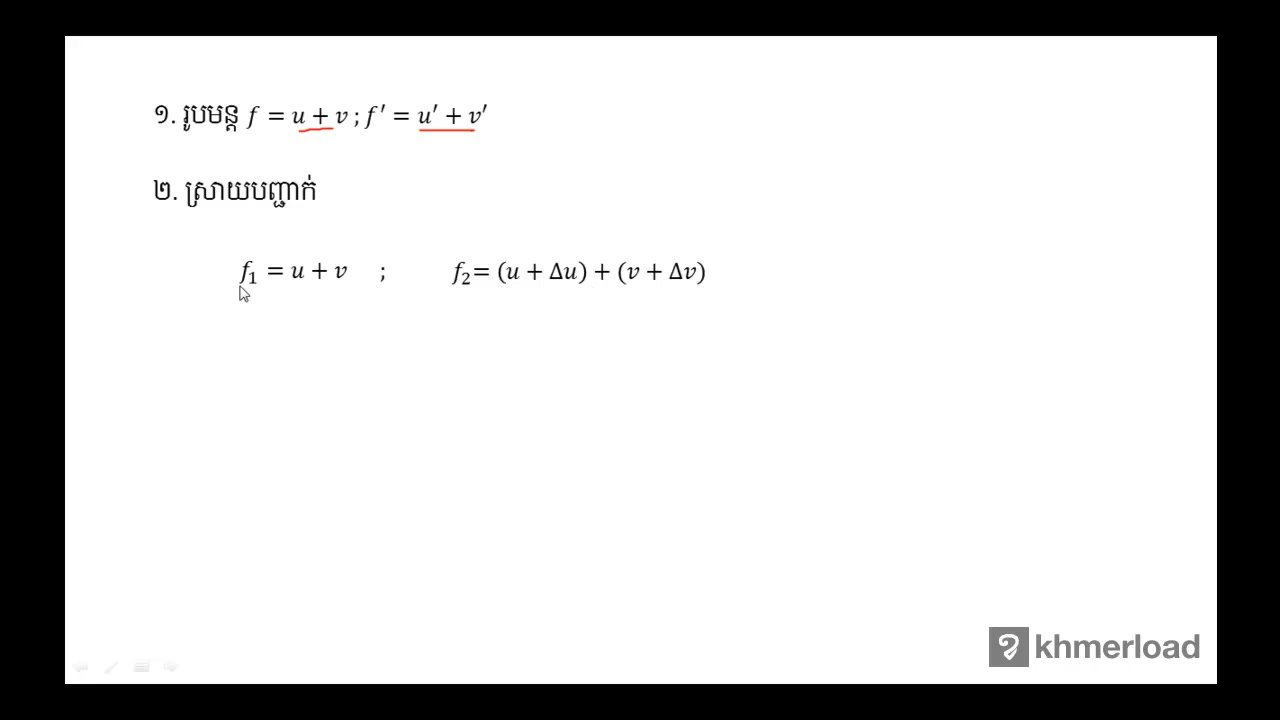 ១. រូបមន្ត f = u + v ; f′ = u′ + v′
២. ស្រាយបញ្ជាក់
f₁ = u + v ; f₂= (u + Δu) + (v + Δv)
khmerload